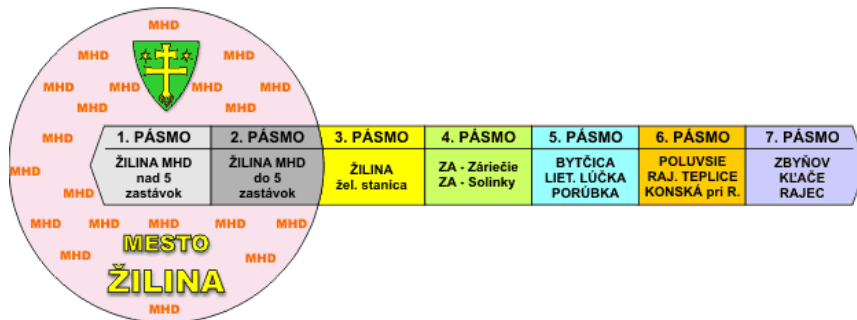 MHD
MHD MHD
MHD MHD MHD MHD
MHD MHD
MHD
1. PÁSMO 2. PÁSMO 3. PÁSMO 4. PÁSMO 5. PÁSMO 6. PÁSMO 7. PÁSMO
ŽILINA MHD
nad 5
zastávok
ŽILINA MHD
do 5
zastávok
ŽILINA
žel. stanica
ZA - Záriečie
ZA - Solinky
BYTČICA
LIET. LÚČKA
PORÚBKA
POLUVSIE
RAJ. TEPLICE
KONSKÁ pri R.
ZBYŇOV
KĽAČE
RAJEC
MHD
MHD
MHD MHD MHD MHD MHD
MESTO
MHD MHD
ŽILINA
MHD